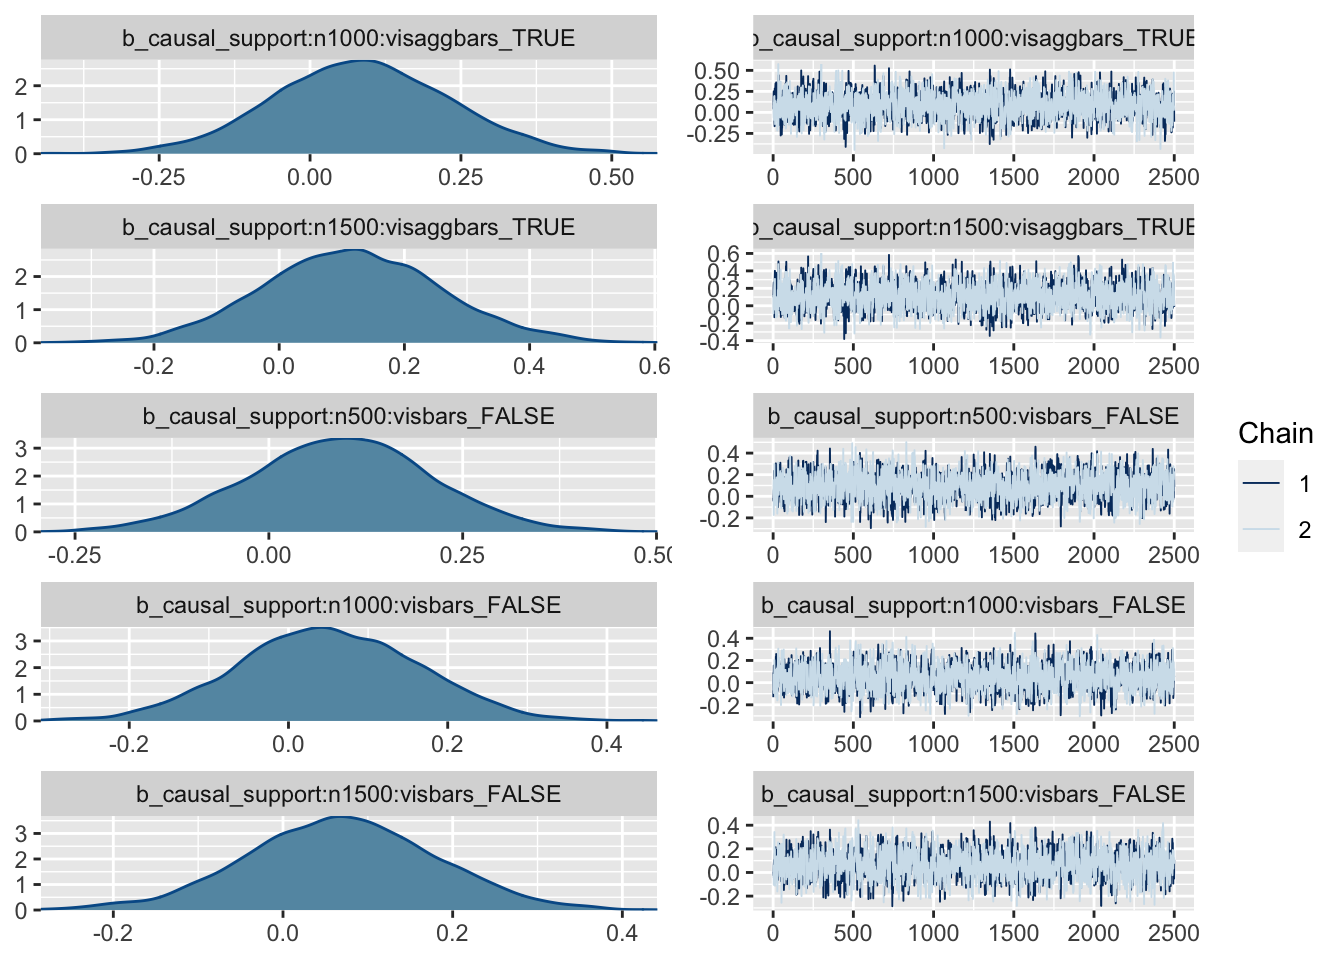 b_causal_support:n1000:visaggbars_TRUE
2
1
0
-0.25 0.00 0.25 0.50
b_causal_support:n1000:visaggbars_TRUE
0.50
0.25
0.00
-0.25
0 500 1000 1500 2000 2500
b_causal_support:n1500:visaggbars_TRUE
2
1
0
-0.2 0.0 0.2 0.4 0.6
b_causal_support:n1500:visaggbars_TRUE
0.6
0.4
0.2
0.0
-0.2
-0.4
0 500 1000 1500 2000 2500
b_causal_support:n500:visbars_FALSE
3
2
1
0
-0.25 0.00 0.25 0.50
b_causal_support:n500:visbars_FALSE
0.4
0.2
0.0
-0.2
0 500 1000 1500 2000 2500
b_causal_support:n1000:visbars_FALSE
3
2
1
0
-0.2 0.0 0.2 0.4
b_causal_support:n1000:visbars_FALSE
0.4
0.2
0.0
-0.2
0 500 1000 1500 2000 2500
b_causal_support:n1500:visbars_FALSE
3
2
1
0
-0.2 0.0 0.2 0.4
b_causal_support:n1500:visbars_FALSE
0.4
0.2
0.0
-0.2
0 500 1000 1500 2000 2500
Chain
1
2